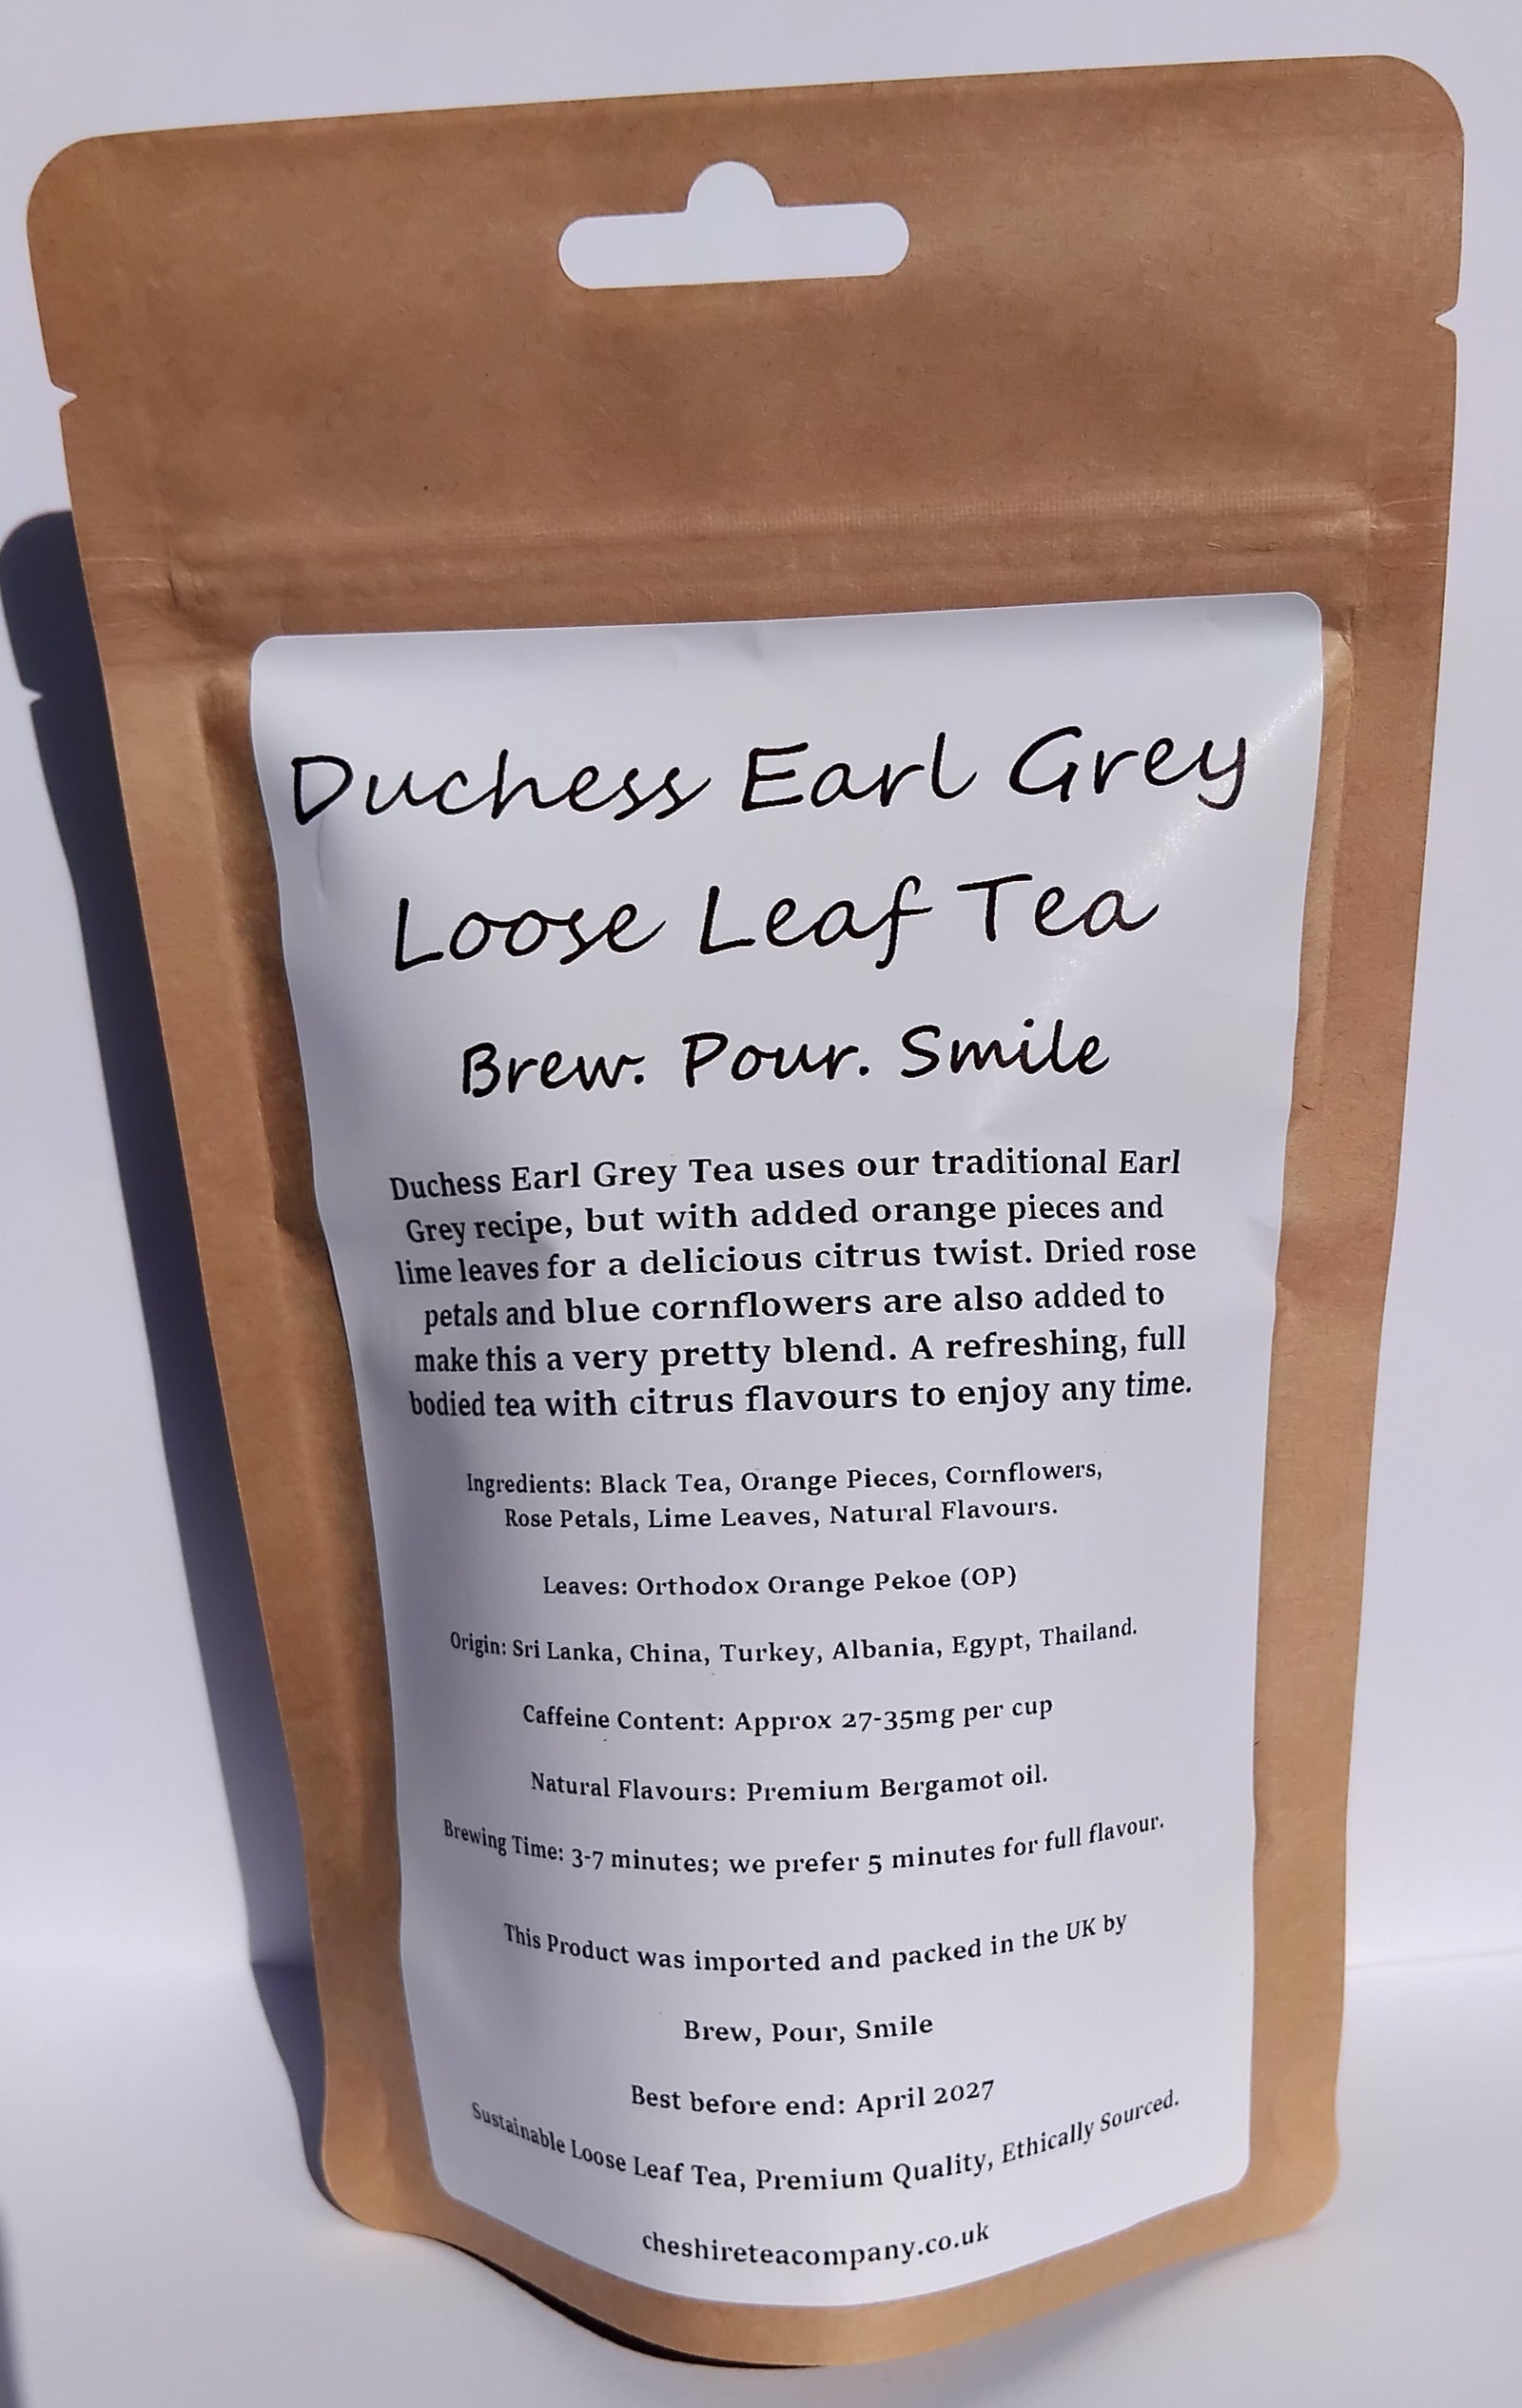 Duchess Earl Grey
Loose Leaf Tea
Brew. Pour. Smile
Duchess Earl Grey Tea uses our traditional Earl
Grey recipe, but with added orange pieces and
lime leaves for a delicious citrus twist. Dried rose
petals and blue cornflowers are also added to
make this a very pretty blend. A refreshing, full
bodied tea with citrus flavours to enjoy any time.
Ingredients: Black Tea, Orange Pieces, Cornflowers,
Rose Petals, Lime Leaves, Natural Flavours.
Leaves: Orthodox Orange Pekoe (OP)
Origin: Sri Lanka, China, Turkey, Albania, Egypt, Thailand.
Caffeine Content: Approx 27-35mg per cup
Natural Flavours: Premium Bergamot oil.
Brewing Time: 3-7 minutes; we prefer 5 minutes for full flavour.
This Product was imported and packed in the UK by
Brew, Pour, Smile
Best before end: April 2027
Sustainable Loose Leaf Tea, Premium Quality, Ethically Sourced.
cheshireteacompany.co.uk